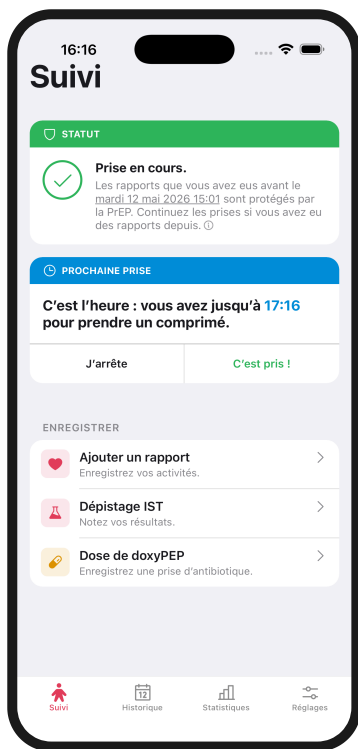 16:16
Suivi
STATUT
Prise en cours.
Les rapports que vous avez eus avant le
mardi 12 mai 2026 15:01 sont protégés par
la PrEP. Continuez les prises si vous avez eu
des rapports depuis.
PROCHAINE PRISE
C’est l’heure : vous avez jusqu’à 17:16
pour prendre un comprimé.
J’arrête
C’est pris !
ENREGISTRER
Ajouter un rapport
Enregistrez vos activités.
Dépistage IST
Notez vos résultats.
Dose de doxyPEP
Enregistrez une prise d’antibiotique.
12
Suivi
Historique
Statistiques
Réglages